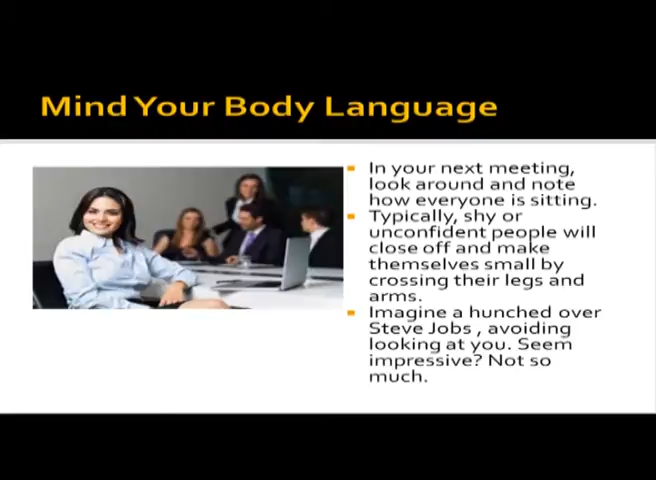 Mind Your Body Language
In your next meeting,
look around and note
how everyone is sitting.
Typically, shy or
unconfident people will
close off and make
themselves small by
crossing their legs and
arms.
Imagine a hunched over
Steve Jobs , avoiding
looking at you. Seem
impressive? Not so
much.